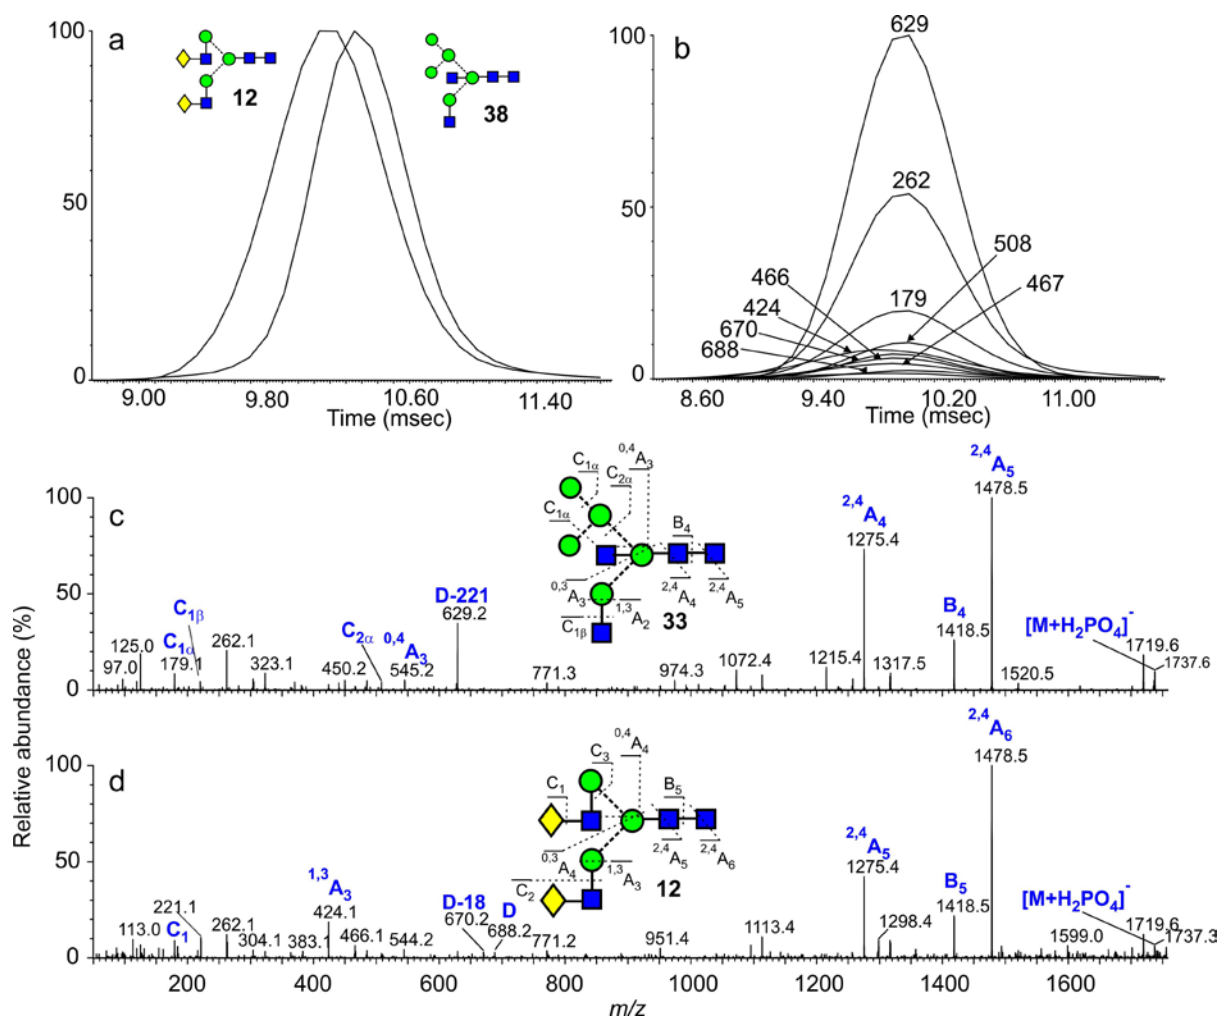 a
100
50
0
12
38
9.00 9.80 10.60 11.40
Time (msec)
b
100
50
0
629
262
508
466
467
179
424
670
688
8.60 9.40 10.20 11.00
Time (msec)
Relative abundance (%)
c
100
50
0
125.0
97.0
C1β
C1α
179.1
262.1
323.1
450.2
C2α
0,4A3
545.2
D-221
629.2
771.3
974.3
1072.4
1215.4
2,4A4
1275.4
1317.5
B4
1418.5
2,4A5
1478.5
1520.5
[M+H2PO4]-
1719.6
1737.6
C1α
C2α
0,4A3
C1α
B4
0,3A3
2,4A4
2,4A5
1,3A2
C1β
33
d
100
50
0
113.0
C1
221.1
262.1
304.1
383.1
1,3A3
424.1
466.1
544.2
D-18
670.2
D
688.2
771.2
951.4
1113.4
2,4A5
1275.4
1298.4
B5
1418.5
2,4A6
1478.5
1599.0
[M+H2PO4]-
1719.6
1737.3
C3
0,4A4
C1
B5
0,3A4
2,4A5
2,4A6
1,3A3
C2
12
200 400 600 800 1000 1200 1400 1600
m/z